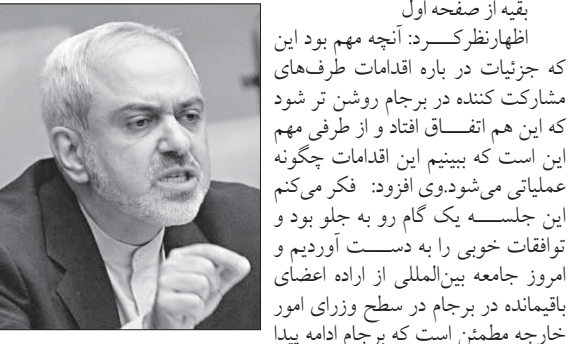 بقیه از صفحه اول
اظهارنظرکـــرد: آنچه مهم بود این
که جزئیات در باره اقدامات طرف‌های
مشارکت کننده در برجام روشن تر شود
که این هم اتفـــاق افتاد و از طرفی مهم
این است که ببینیم این اقدامات چگونه
عملیاتی می‌شود.وی افزود: فکر می‌کنم
این جلســـه یک گام رو به جلو بود و
توافقات خوبی را به دســـت آوردیم و
امروز جامعه بین‌المللی از اراده اعضای
باقیمانده در برجام در سطح وزرای امور
خارجه مطمئن است که برجام ادامه پیدا